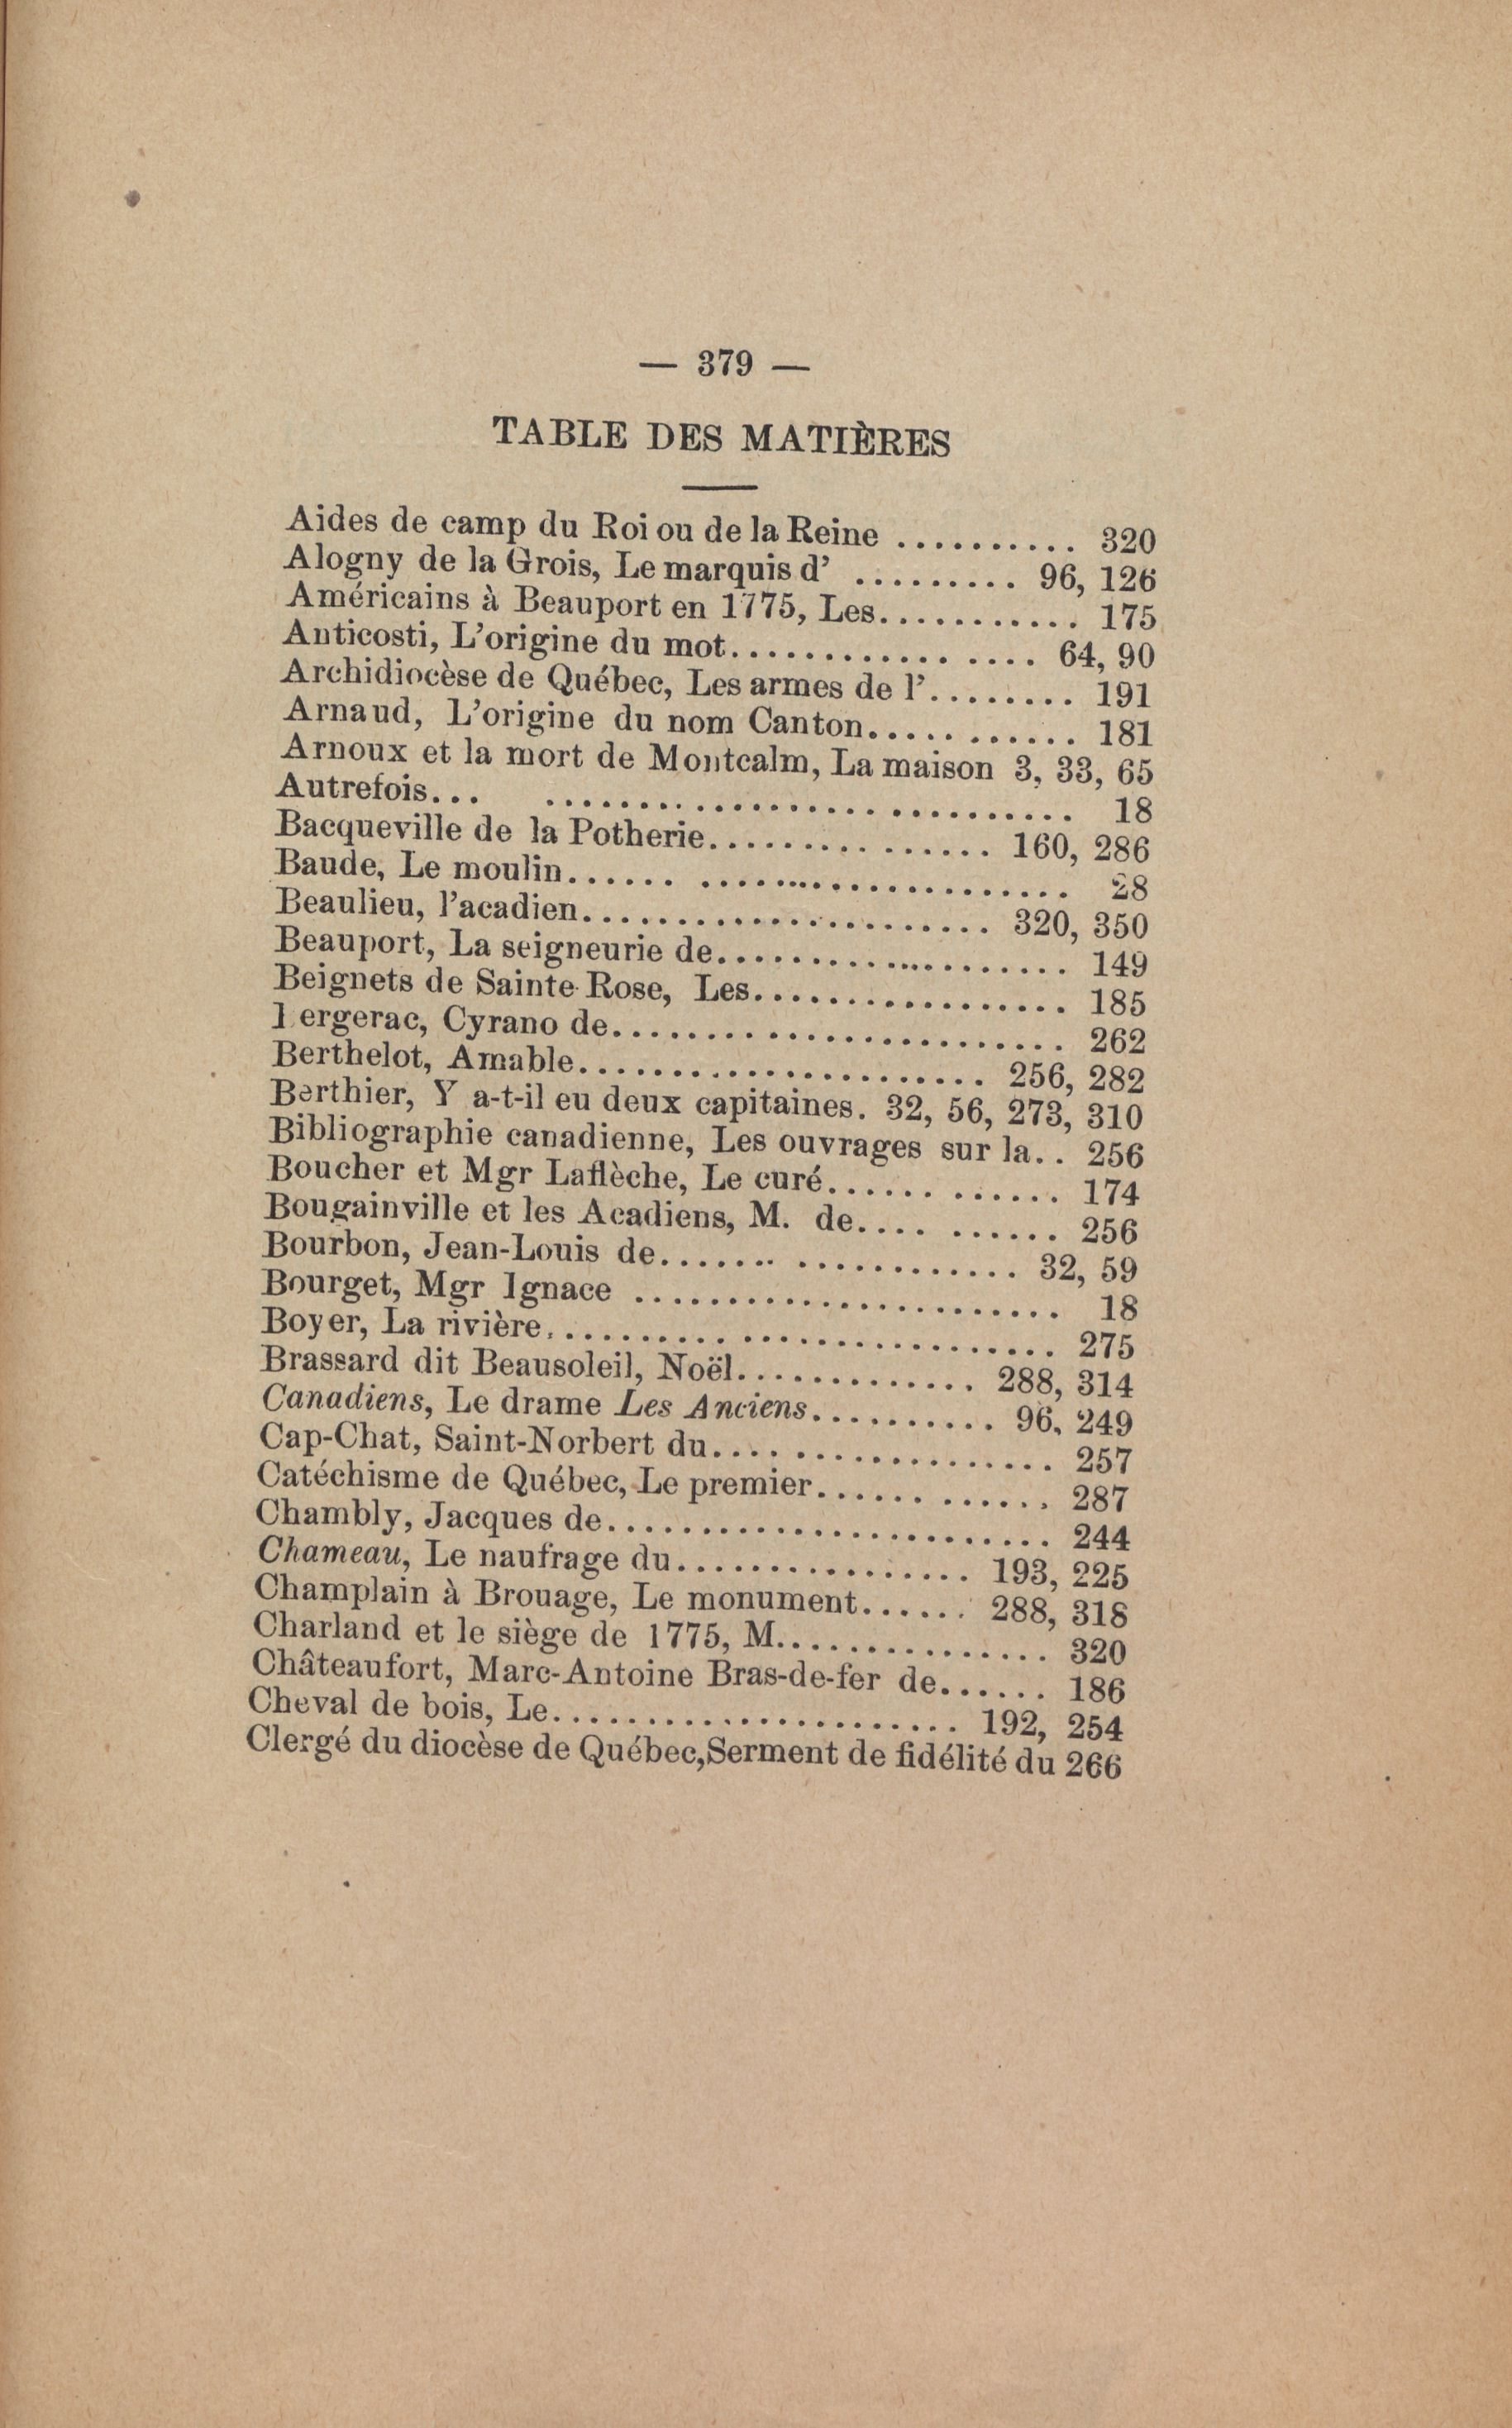 — 379 —
TABLE DES MATIÈRES
Aides de camp du Roi ou de la Reine .......... 320
Alogny de la Grois, Le marquis d' ......... 96, 126
Américains à Beauport en 1775, Les........... 175
Anticosti, L'origine du mot............ .... 64, 90
Archidiocèse de Québec, Les armes de l'........ 191
Arnaud, L'origine du nom Canton..... ...... 181
Arnoux et la mort de Montcalm, La maison 3, 33, 65
Autrefois... ............................ 18
Bacqueville de la Potherie......... ...... 160, 286
Baude, Le moulin...... .................... 28
Beaulieu, l'acadien...................... 320, 350
Beauport, La seigneurie de................... 149
Beignets de Sainte Rose, Les................. 185
Bergerac, Cyrano de........................ 262
Berthelot, Amable...................... 256, 282
Berthier, Y a-t-il eu deux capitaines. 32, 56, 273, 310
Bibliographie canadienne, Les ouvrages sur la.. 256
Boucher et Mgr Laflèche, Le curé...... ...... 174
Bougainville et les Acadiens, M. de.... ...... 256
Bourbon, Jean-Louis de....... ............ 32, 59
Bourget, Mgr Ignace ....................... 18
Boyer, La rivière.......... ................. 275
Brassard dit Beausoleil, Noël............. 288, 314
Canadiens, Le drame Les Anciens.......... 96, 249
Cap-Chat, Saint-Norbert du.... .............. 257
Catéchisme de Québec, Le premier...... ...... 287
Chambly, Jacques de........................ 244
Chameau, Le naufrage du................ 193, 225
Champlain à Brouage, Le monument...... 288, 318
Charland et le siège de 1775, M............... 320
Châteaufort, Marc-Antoine Bras-de-fer de...... 186
Cheval de bois, Le...................... 192, 254
Clergé du diocèse de Québec,Serment de fidélité du 266